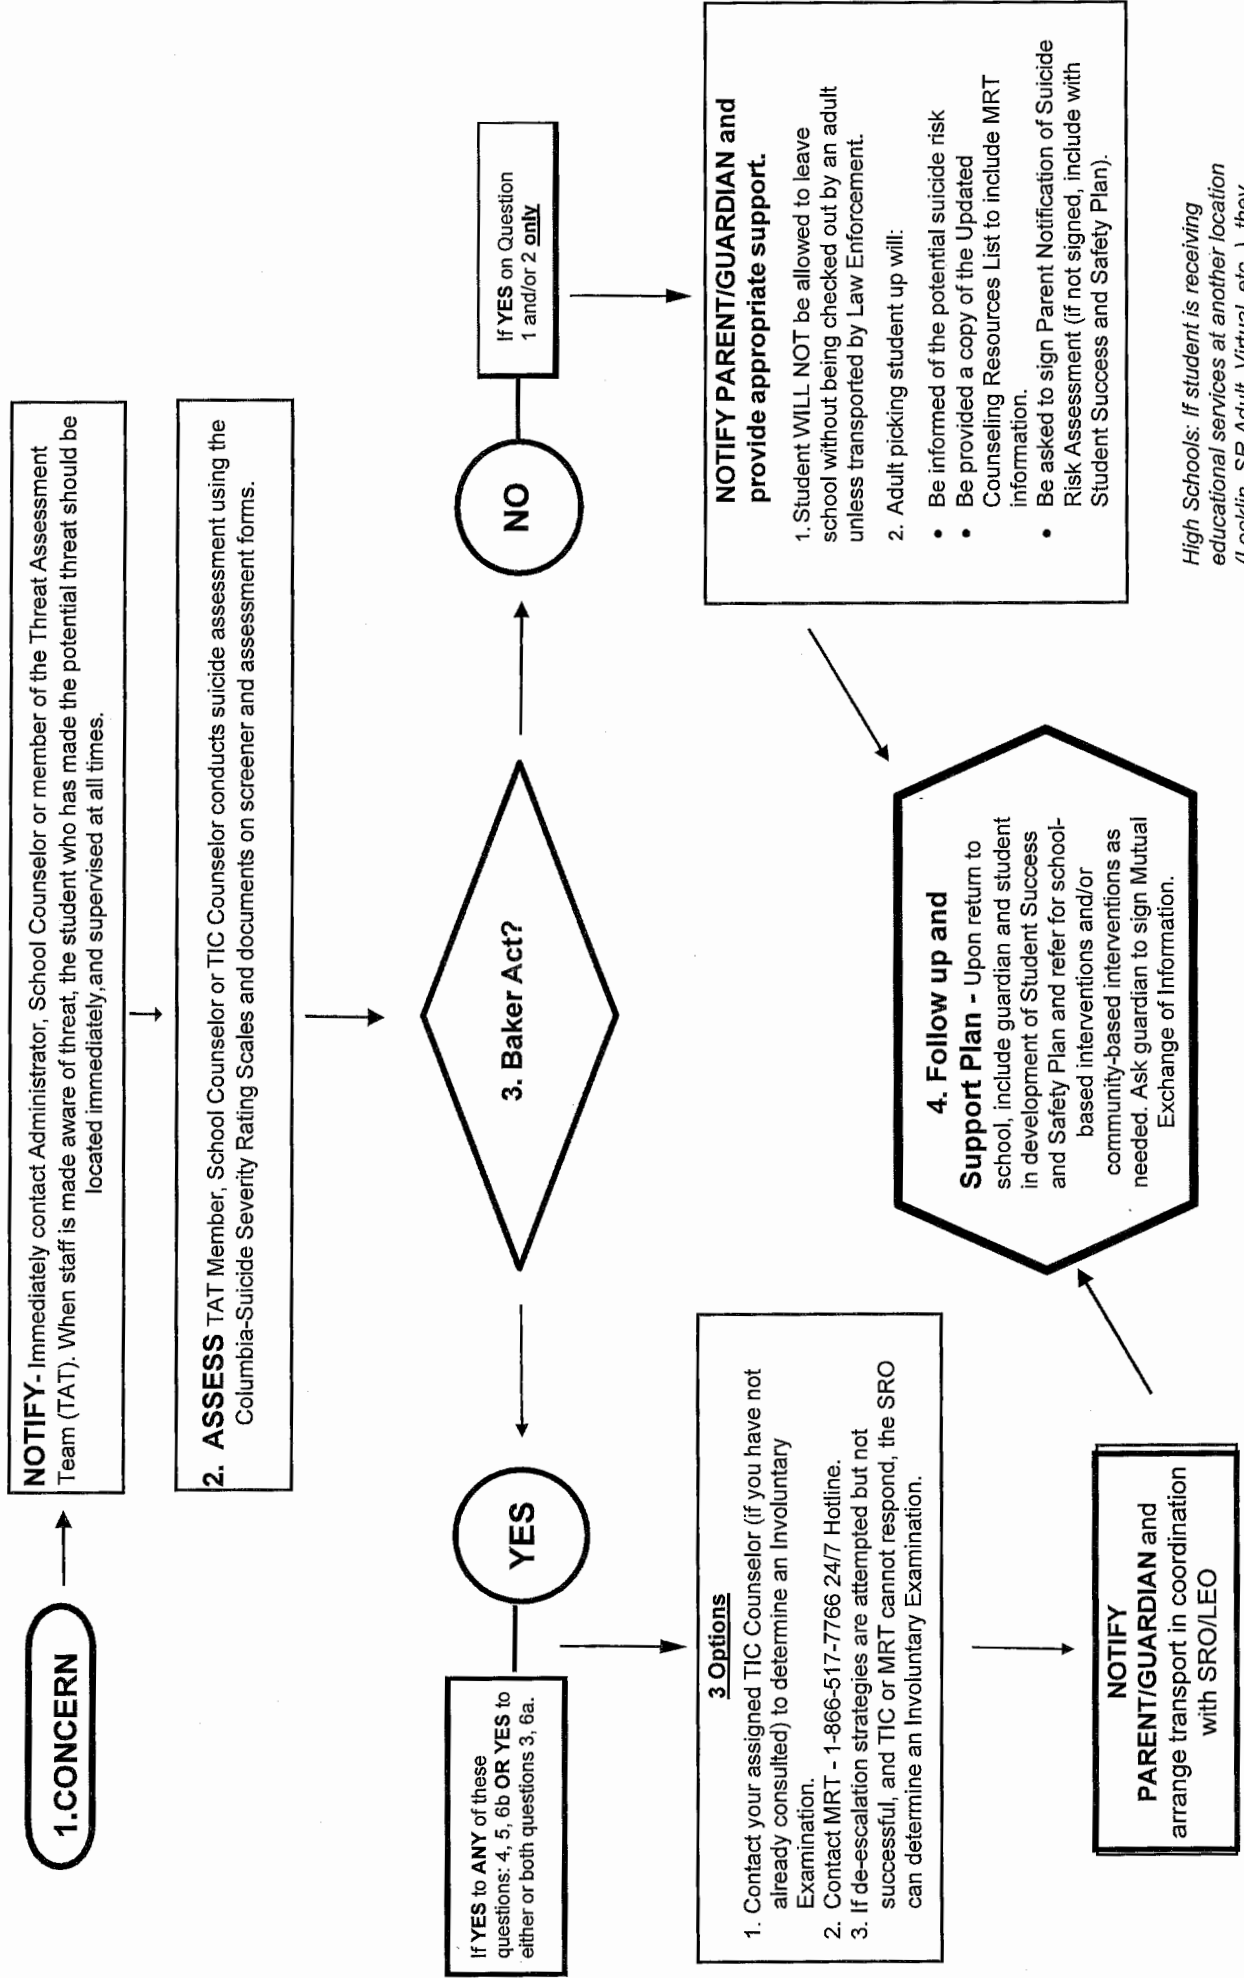 1.CONCERN
NOTIFY- Immediately contact Administrator, School Counselor or member of the Threat Assessment
Team (TAT). When staff is made aware of threat, the student who has made the potential threat should be
located immediately,and supervised at all times.
2. ASSESS TAT Member, School Counselor or TIC Counselor conducts suicide assessment using the
Columbia-Suicide Severity Rating Scales and documents on screener and assessment forms.
3. Baker Act?
YES
If YES to ANY of these
questions: 4, 5, 6b OR YES to
either or both questions 3, 6a.
NO
If YES on Question
1 and/or 2 only
3 Options
1. Contact your assigned TIC Counselor (if you have not
already consulted) to determine an Involuntary
Examination.
2. Contact MRT - 1-866-517-7766 24/7 Hotline.
3. If de-escalation strategies are attempted but not
successful, and TIC or MRT cannot respond, the SRO
can determine an Involuntary Examination.
NOTIFY
PARENT/GUARDIAN and
arrange transport in coordination
with SRO/LEO
NOTIFY PARENT/GUARDIAN and
provide appropriate support.
1. Student WILL NOT be allowed to leave
school without being checked out by an adult
unless transported by Law Enforcement.
2. Adult picking student up will:
• Be informed of the potential suicide risk
• Be provided a copy of the Updated
Counseling Resources List to include MRT
information.
• Be asked to sign Parent Notification of Suicide
Risk Assessment (if not signed, include with
Student Success and Safety Plan).
4. Follow up and
Support Plan - Upon return to
school, include guardian and student
in development of Student Success
and Safety Plan and refer for school-
based interventions and/or
community-based interventions as
needed. Ask guardian to sign Mutual
Exchange of Information.
High Schools: If student is receiving
educational services at another location
(Locklin, SR Adult, Virtual, etc.), they